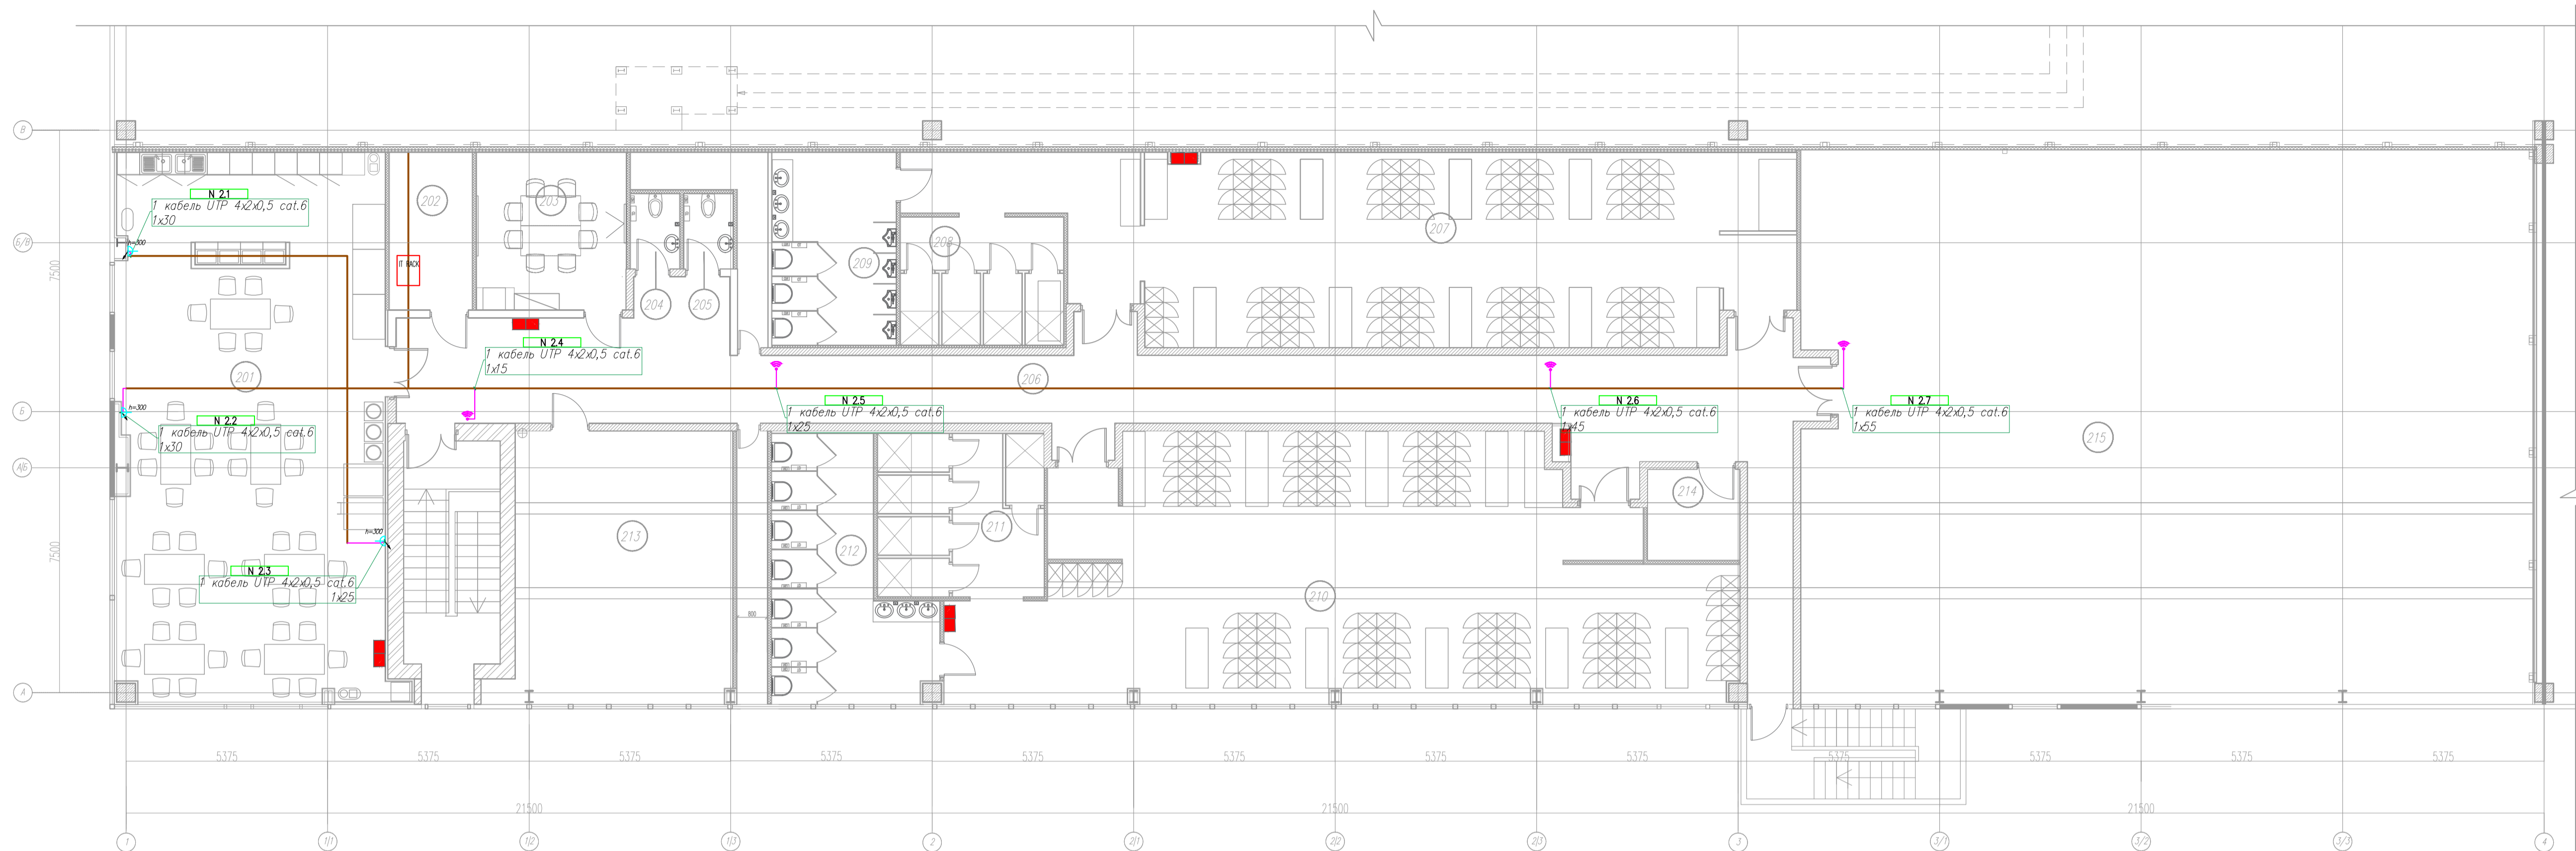 В
N 2.1
1 кабель UTP 4x2x0,5 cat.6
1x30
202
203
Б/В
h=300
207
208
209
7500
IT RACK
204
205
N 2.4
1 кабель UTP 4x2x0,5 cat.6
1x15
201
206
h=300
Б
N 2.2
1 кабель UTP 4x2x0,5 cat.6
1x30
N 2.5
1 кабель UTP 4x2x0,5 cat.6
1x25
N 2.6
1 кабель UTP 4x2x0,5 cat.6
1x45
N 2.7
1 кабель UTP 4x2x0,5 cat.6
1x55
215
А/Б
214
h=300
213
212
211
7500
N 2.3
1 кабель UTP 4x2x0,5 cat.6
1x25
210
800
А
5375 5375 5375 5375 5375 5375 5375 5375 5375 5375 5375 5375
21500 21500 21500
1 1/1 1/2 1/3 2 2/1 2/2 2/3 3 3/1 3/2 3/3 4